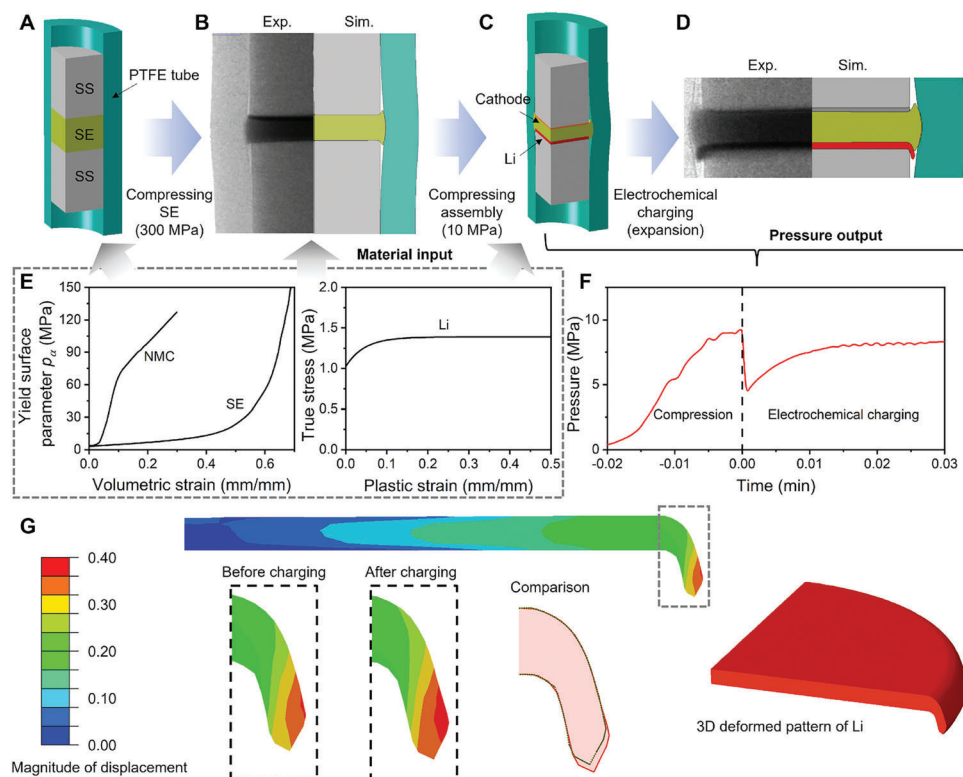 A
SS
SE
SS
PTFE tube
Compressing
SE
(300 MPa)
B
Exp.
Sim.
Compressing
assembly
(10 MPa)
C
Cathode
Li
Electrochemical
charging
(expansion)
D
Exp.
Sim.
Material input
Pressure output
E
Yield surface
parameter pα (MPa)
150
120
90
60
30
0
NMC
SE
0.0
0.2
0.4
0.6
Volumetric strain (mm/mm)
True stress (MPa)
2.0
1.5
1.0
0.5
0.0
Li
0.0
0.1
0.2
0.3
0.4
0.5
Plastic strain (mm/mm)
F
Pressure (MPa)
10
5
0
Compression
Electrochemical charging
-0.02
-0.01
0.00
0.01
0.02
0.03
Time (min)
G
0.40
0.30
0.20
0.10
0.00
Magnitude of displacement
Before charging
After charging
Comparison
3D deformed pattern of Li